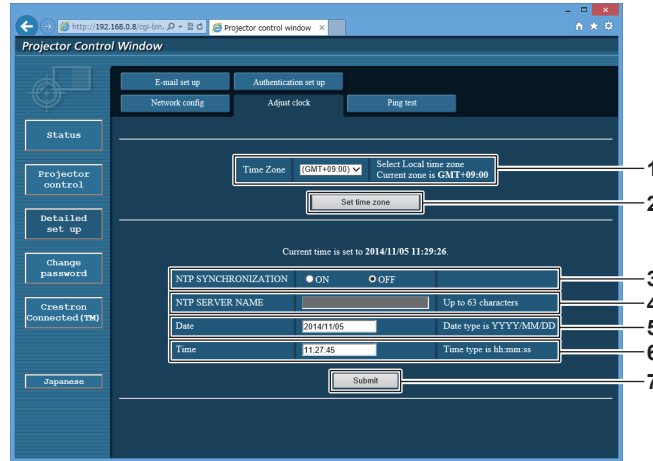 http://192.168.0.8/cgi-bin,
Projector control window
Projector Control Window
E-mail set up
Authentication set up
Network config
Adjust clock
Ping test
Status
Projector control
Detailed set up
Change password
Crestron Connected(TM)
Japanese
Time Zone
(GMT+09:00)
Select Local time zone
Current zone is GMT+09:00
1
Set time zone
2
Current time is set to 2014/11/05 11:29:26.
NTP SYNCHRONIZATION
ON
OFF
3
NTP SERVER NAME
Up to 63 characters
4
Date
2014/11/05
Date type is YYYY/MM/DD
5
Time
11:27:45
Time type is hh:mm:ss
6
Submit
7